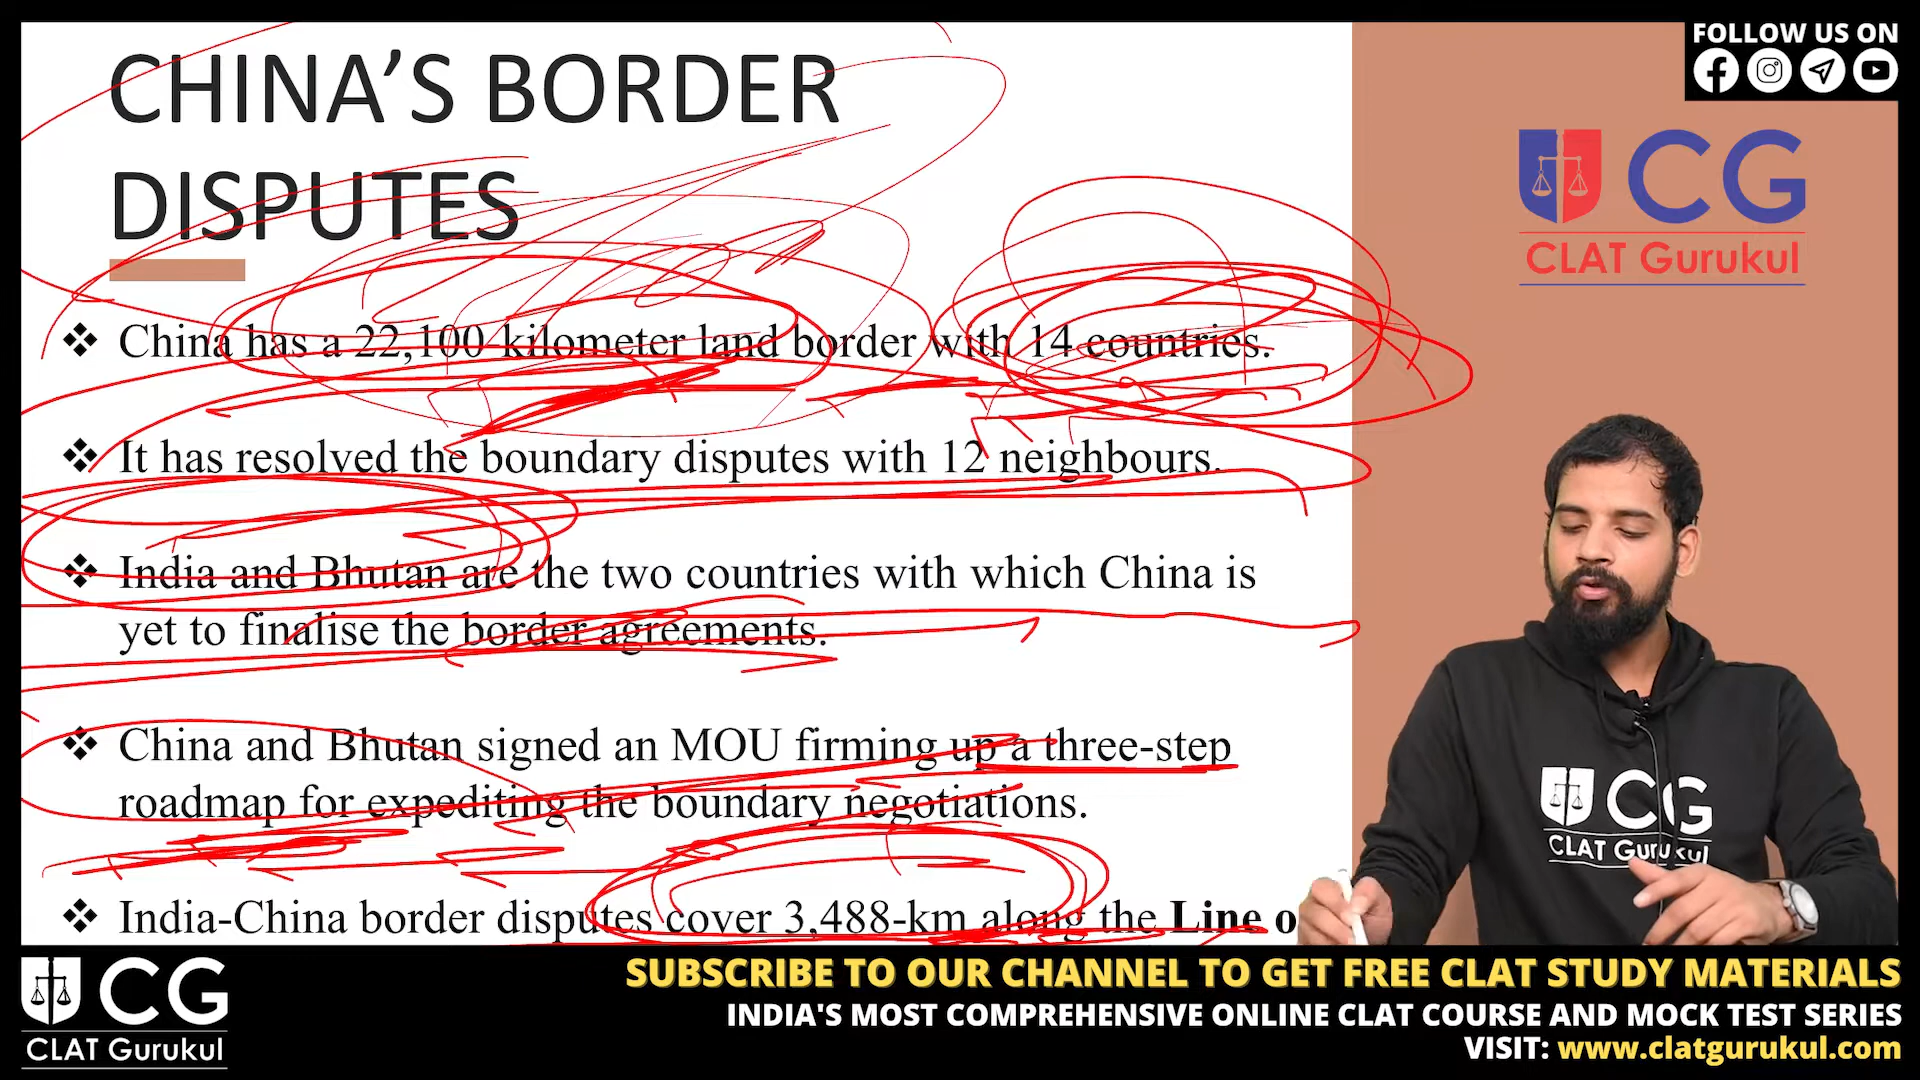 FOLLOW US ON
CHINA’S BORDER
DISPUTES
CG
CLAT Gurukul
❖ China has a 22,100-kilometer land border with 14 countries.
❖ It has resolved the boundary disputes with 12 neighbours.
❖ India and Bhutan are the two countries with which China is
yet to finalise the border agreements.
❖ China and Bhutan signed an MOU firming up a three-step
roadmap for expediting the boundary negotiations.
❖ India-China border disputes cover 3,488-km along the Line o
CG
CLAT Gurukul
CG
CLAT Gurukul
SUBSCRIBE TO OUR CHANNEL TO GET FREE CLAT STUDY MATERIALS
INDIA'S MOST COMPREHENSIVE ONLINE CLAT COURSE AND MOCK TEST SERIES
VISIT: www.clatgurukul.com